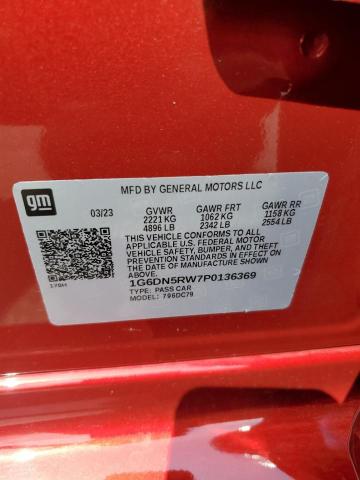 gm
MFD BY GENERAL MOTORS LLC
03/23 GVWR GAWR FRT GAWR RR
2221 KG 1062 KG 1158 KG
4896 LB 2342 LB 2554 LB
THIS VEHICLE CONFORMS TO ALL APPLICABLE
U.S. FEDERAL MOTOR
VEHICLE SAFETY, BUMPER, AND THEFT
PREVENTION STANDARDS IN EFFECT ON
THE DATE OF MANUFACTURE SHOWN
ABOVE.
1G6DN5RW7P0136369
TYPE: PASS CAR
MODEL: 796DC79